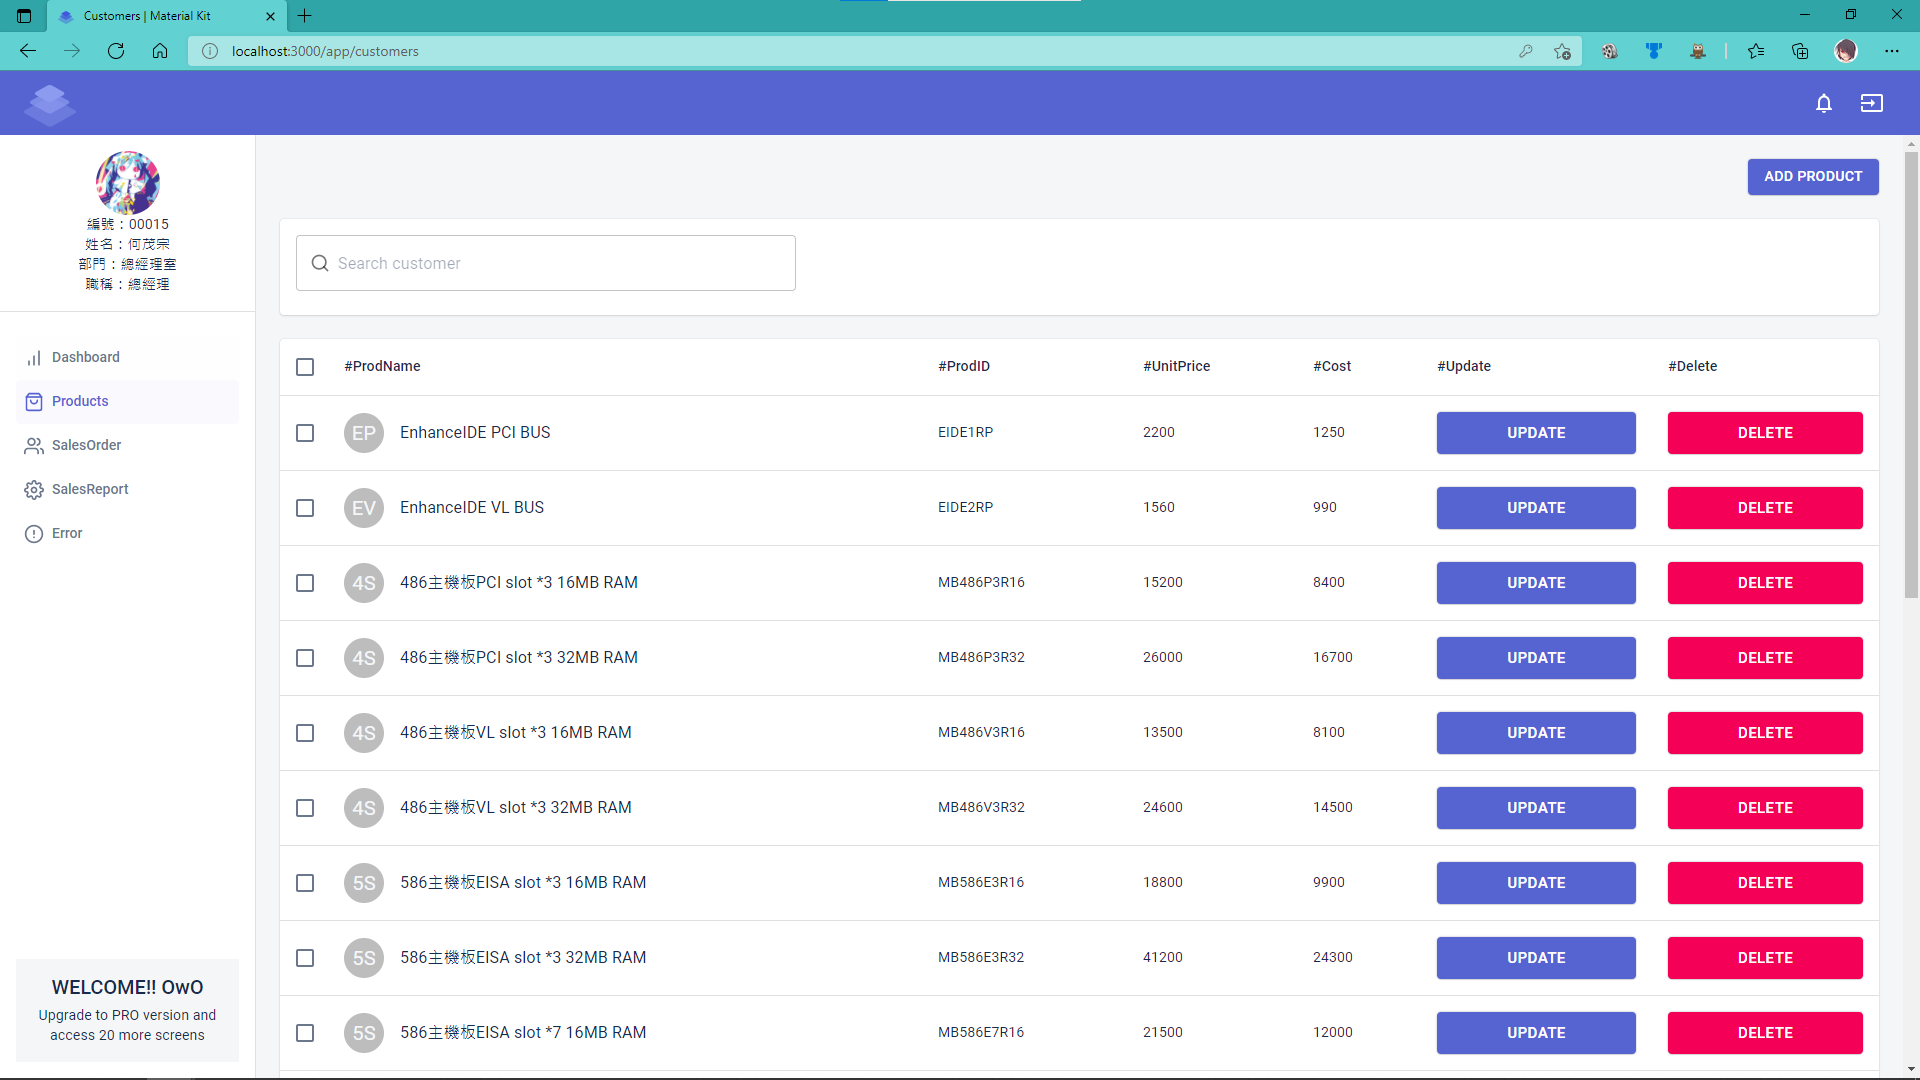 Customers | Material Kit
localhost:3000/app/customers
編號：00015
姓名：何茂宗
部門：總經理室
職稱：總經理
Dashboard
Products
SalesOrder
SalesReport
Error
WELCOME!! OwO
Upgrade to PRO version and
access 20 more screens
ADD PRODUCT
Search customer
#ProdName #ProdID #UnitPrice #Cost #Update #Delete
EP EnhanceIDE PCI BUS EIDE1RP 2200 1250 UPDATE DELETE
EV EnhanceIDE VL BUS EIDE2RP 1560 990 UPDATE DELETE
4S 486主機板PCI slot *3 16MB RAM MB486P3R16 15200 8400 UPDATE DELETE
4S 486主機板PCI slot *3 32MB RAM MB486P3R32 26000 16700 UPDATE DELETE
4S 486主機板VL slot *3 16MB RAM MB486V3R16 13500 8100 UPDATE DELETE
4S 486主機板VL slot *3 32MB RAM MB486V3R32 24600 14500 UPDATE DELETE
5S 586主機板EISA slot *3 16MB RAM MB586E3R16 18800 9900 UPDATE DELETE
5S 586主機板EISA slot *3 32MB RAM MB586E3R32 41200 24300 UPDATE DELETE
5S 586主機板EISA slot *7 16MB RAM MB586E7R16 21500 12000 UPDATE DELETE